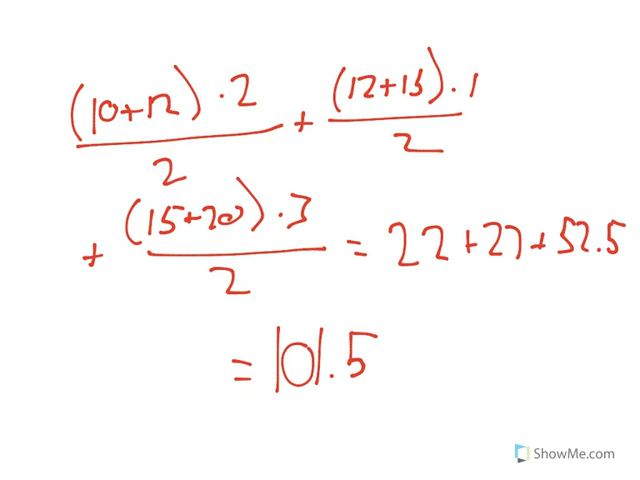 (10+12)·2/2 + (12+15)·1/2
+ (15+20)·3/2 = 22+27+52.5
= 101.5
ShowMe.com